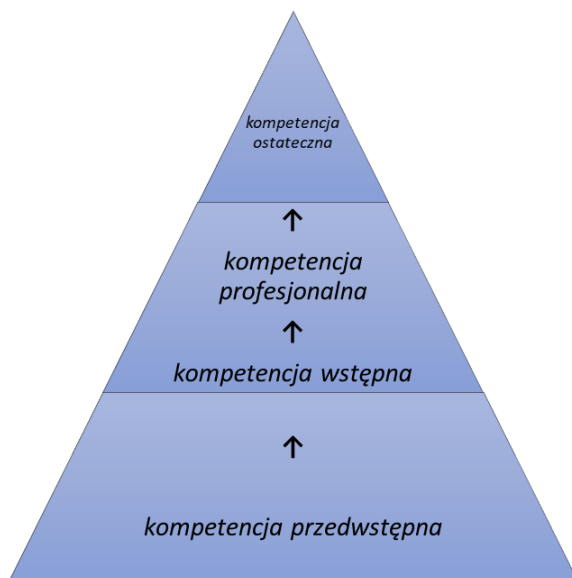 kompetencja
ostateczna
↑
kompetencja
profesjonalna
↑
kompetencja wstępna
↑
kompetencja przedwstępna